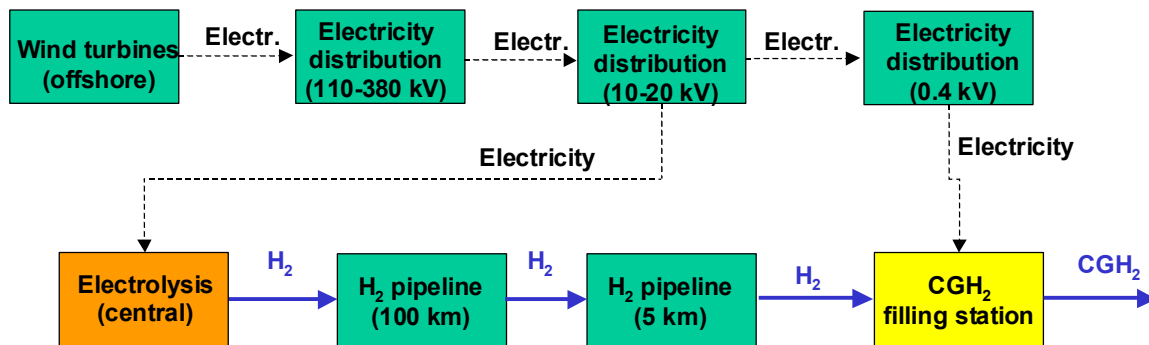 Wind turbines
(offshore)
Electr.
Electricity
distribution
(110-380 kV)
Electr.
Electricity
distribution
(10-20 kV)
Electr.
Electricity
distribution
(0.4 kV)
Electricity
Electricity
Electrolysis
(central)
H₂
H₂ pipeline
(100 km)
H₂
H₂ pipeline
(5 km)
H₂
CGH₂
filling station
CGH₂